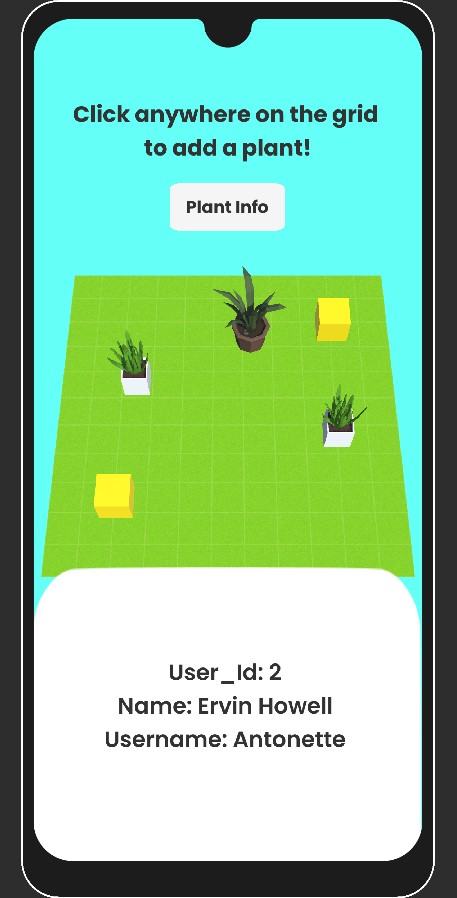 Click anywhere on the grid
to add a plant!
Plant Info
User_Id: 2
Name: Ervin Howell
Username: Antonette